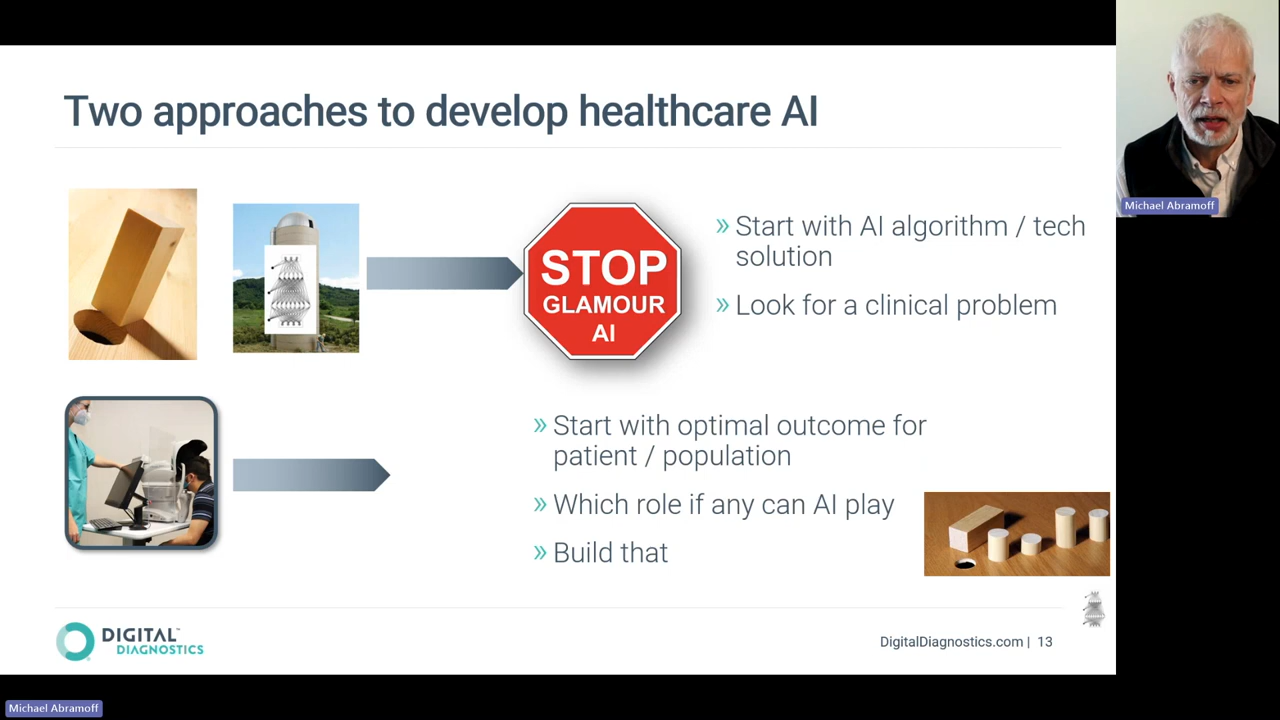 Two approaches to develop healthcare AI
STOP
GLAMOUR
AI
» Start with AI algorithm / tech
solution
» Look for a clinical problem
» Start with optimal outcome for
patient / population
» Which role if any can AI play
» Build that
DIGITAL™
DIAGNOSTICS
DigitalDiagnostics.com | 13
Michael Abramoff
Michael Abramoff